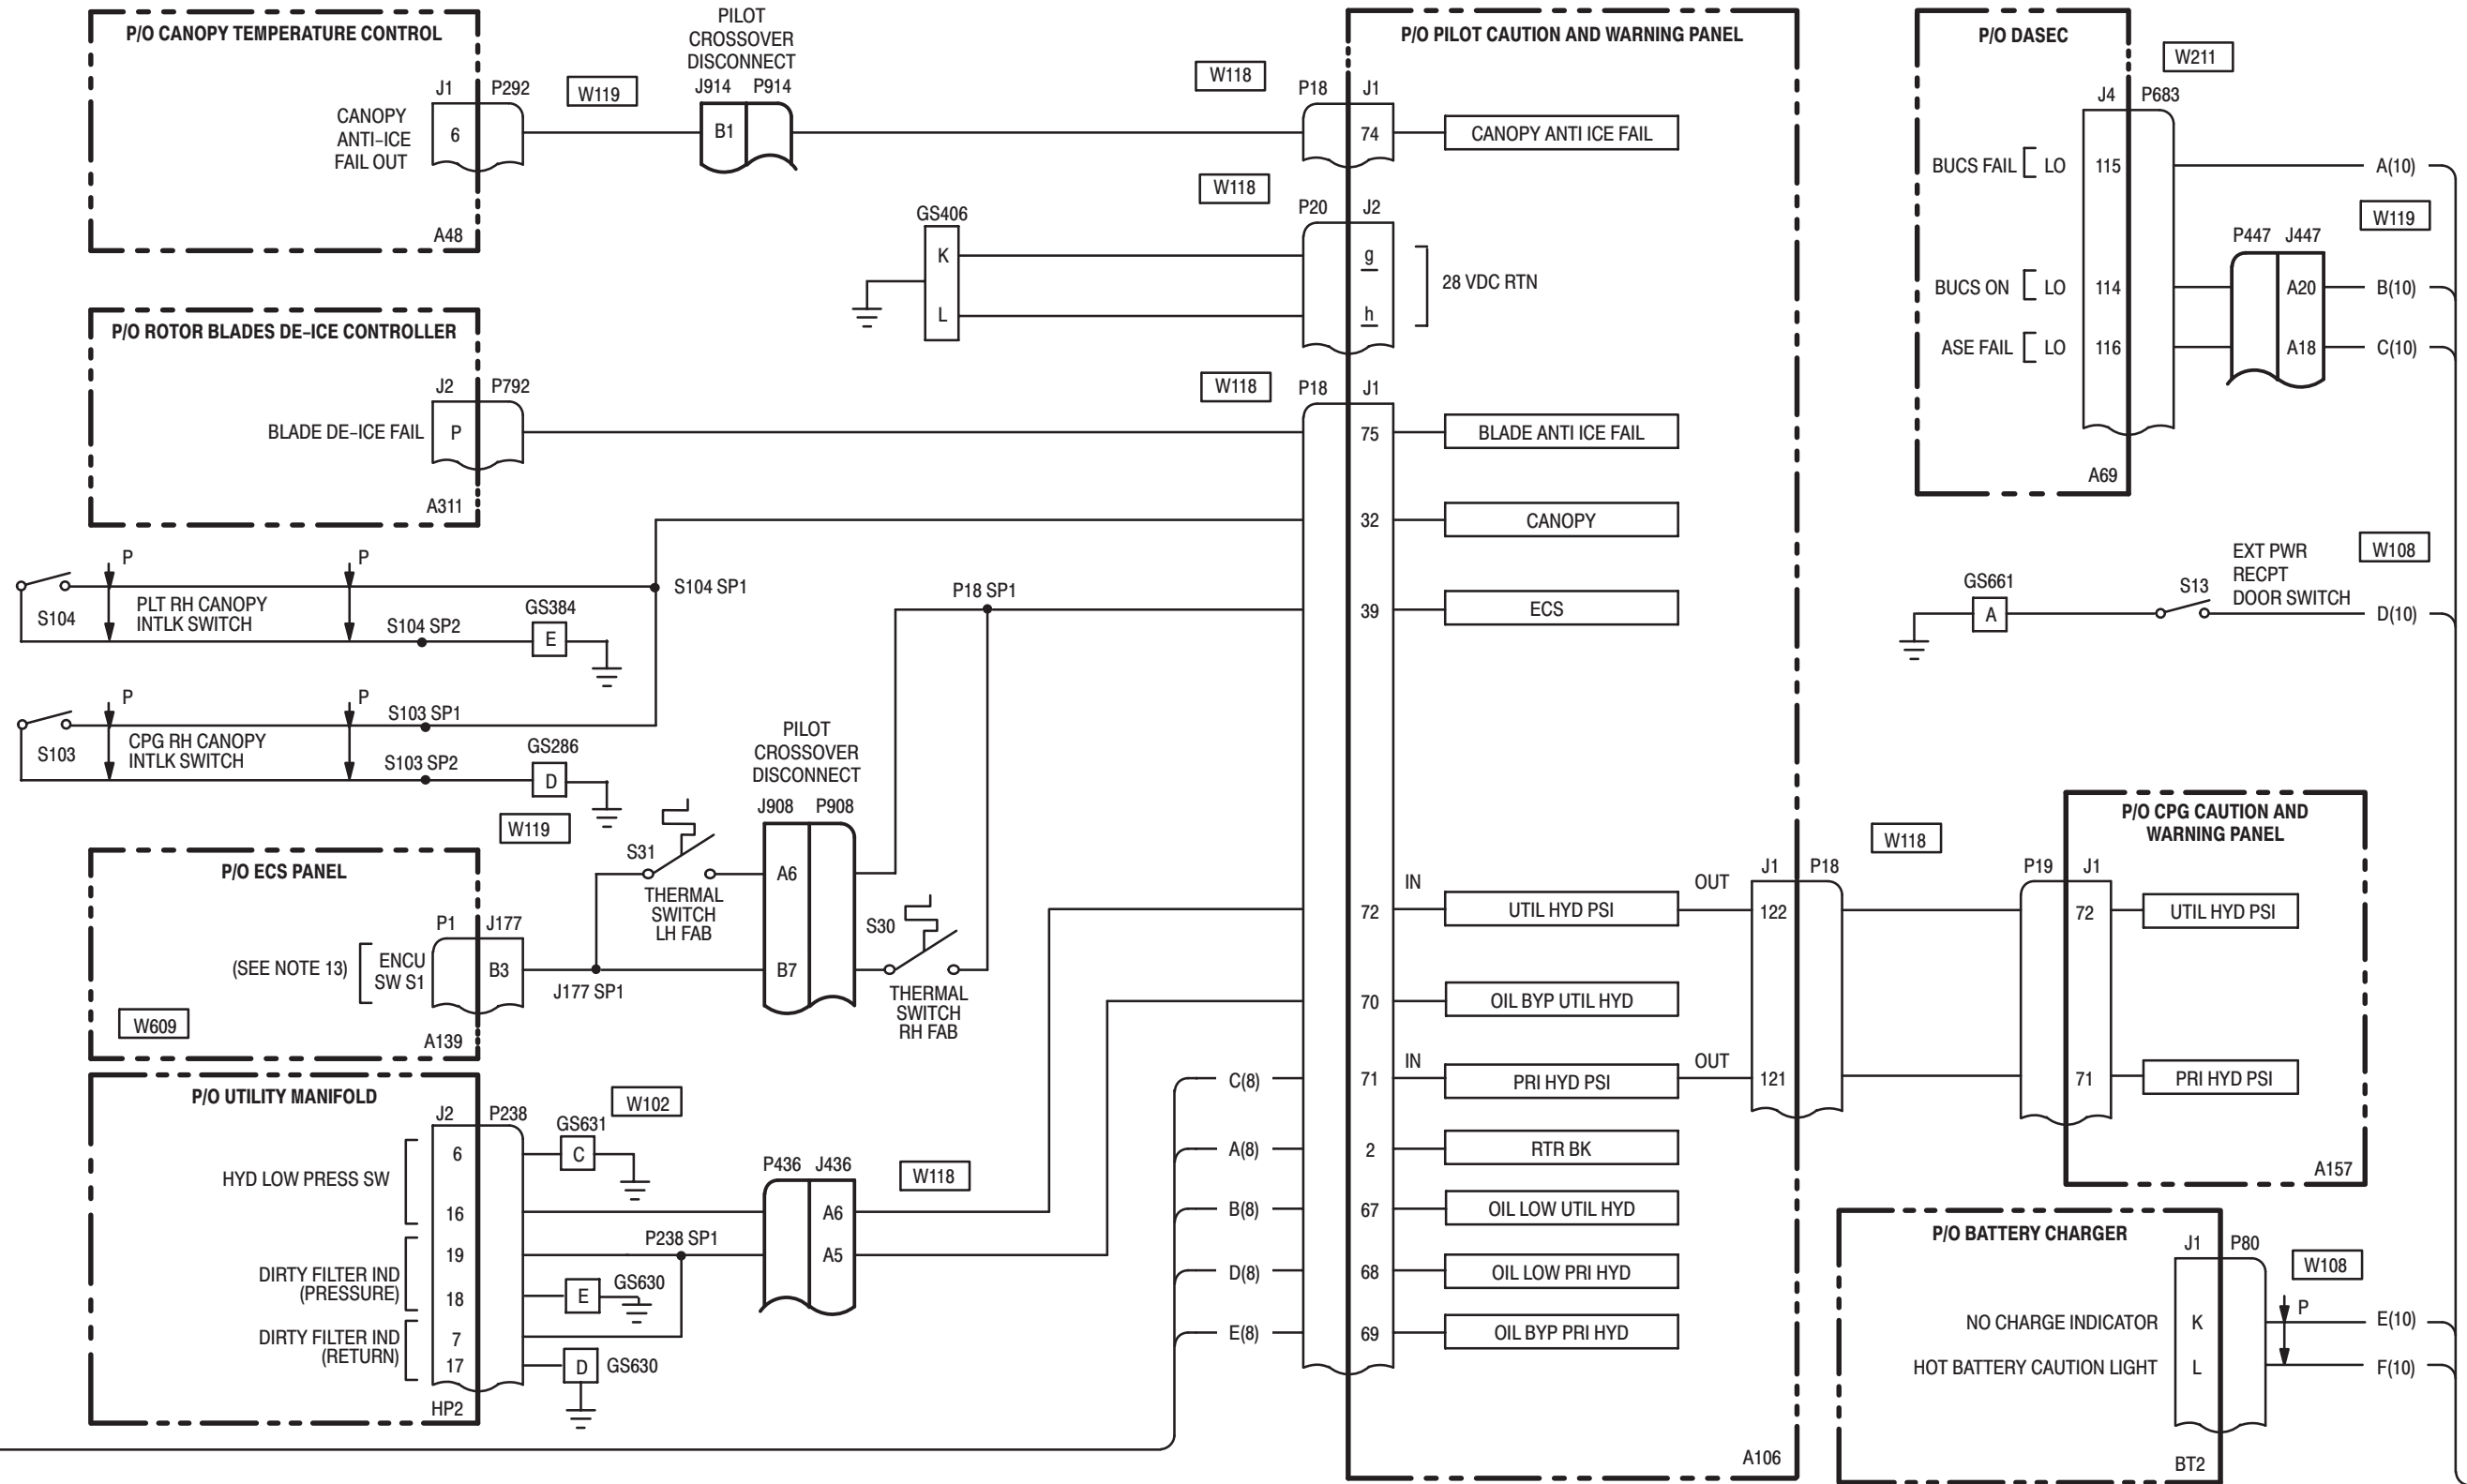 P/O CANOPY TEMPERATURE CONTROL
J1 P292
W119
CANOPY
ANTI-ICE
FAIL OUT
6
A48
PILOT
CROSSOVER
DISCONNECT
J914 P914
B1
W118
P/O PILOT CAUTION AND WARNING PANEL
P18 J1
74
CANOPY ANTI ICE FAIL
W118
GS406
K
L
P20 J2
g
h
28 VDC RTN
P/O ROTOR BLADES DE-ICE CONTROLLER
J2 P792
BLADE DE-ICE FAIL
P
A311
W118
P18 J1
75
BLADE ANTI ICE FAIL
32
CANOPY
39
ECS
P P
S104
PLT RH CANOPY
INTLK SWITCH
S104 SP1
S104 SP2
GS384
E
P18 SP1
P P
S103
CPG RH CANOPY
INTLK SWITCH
S103 SP1
S103 SP2
GS286
D
W119
P/O ECS PANEL
P1 J177
(SEE NOTE 13)
ENCU
SW S1
B3
W609
A139
J177 SP1
S31
THERMAL
SWITCH
LH FAB
PILOT
CROSSOVER
DISCONNECT
J908 P908
A6
B7
S30
THERMAL
SWITCH
RH FAB
P/O UTILITY MANIFOLD
J2 P238
W102
GS631
C
HYD LOW PRESS SW
6
16
DIRTY FILTER IND
(PRESSURE)
19
18
DIRTY FILTER IND
(RETURN)
7
17
HP2
P238 SP1
E
GS630
D
GS630
P436 J436
A6
A5
W118
C(8)
A(8)
B(8)
D(8)
E(8)
IN
72
UTIL HYD PSI
OUT
70
OIL BYP UTIL HYD
IN
71
PRI HYD PSI
OUT
2
RTR BK
67
OIL LOW UTIL HYD
68
OIL LOW PRI HYD
69
OIL BYP PRI HYD
A106
J1 P18
122
121
W118
P/O CPG CAUTION AND
WARNING PANEL
P19 J1
72
UTIL HYD PSI
71
PRI HYD PSI
A157
P/O DASEC
W211
J4 P683
BUCS FAIL LO
115
A(10)
W119
P447 J447
BUCS ON LO
114
A20
B(10)
ASE FAIL LO
116
A18
C(10)
A69
GS661
A
S13
EXT PWR
RECPT
DOOR SWITCH
W108
D(10)
P/O BATTERY CHARGER
J1 P80
W108
NO CHARGE INDICATOR
K
P
E(10)
HOT BATTERY CAUTION LIGHT
L
F(10)
BT2